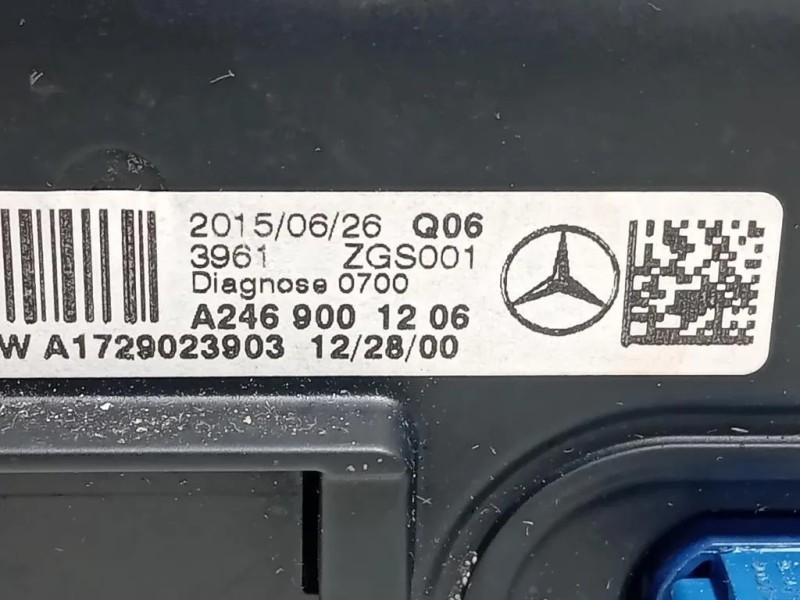 2015/06/26 Q06
3961 ZGS001
Diagnose 0700
A246 900 12 06
W A1729023903 12/28/00